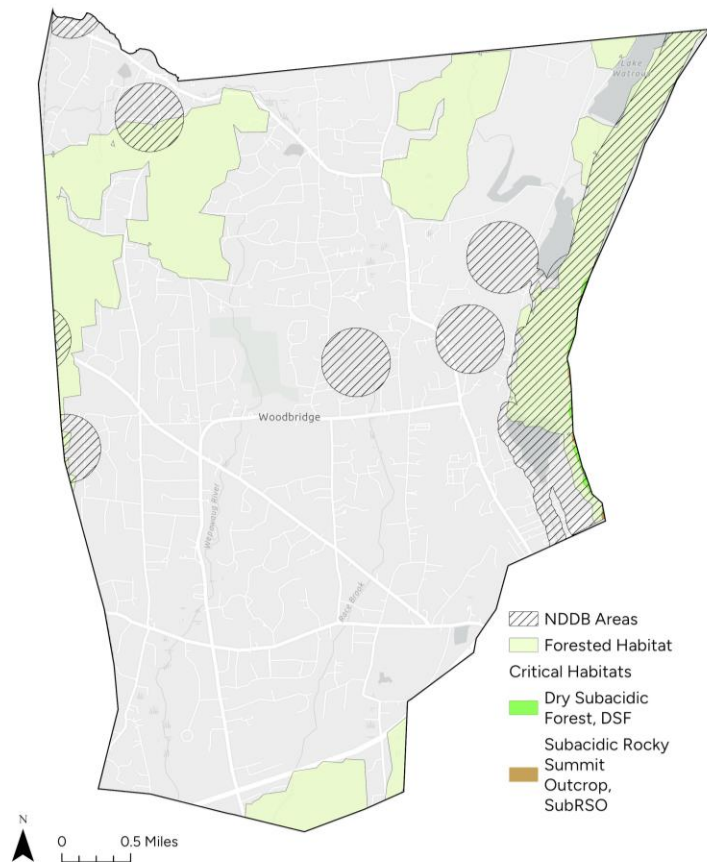 Lake
Watrous
Woodbridge
Wepawaug River
Race Brook
NDDB Areas
Forested Habitat
Critical Habitats
Dry Subacidic
Forest, DSF
Subacidic Rocky
Summit
Outcrop,
SubRSO
N
0 0.5 Miles